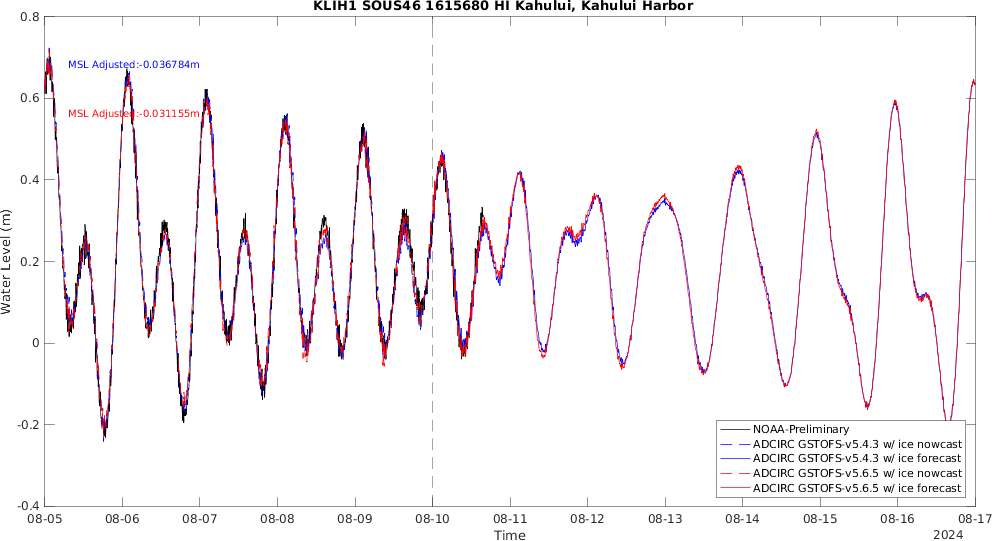 KLIH1 SOUS46 1615680 HI Kahului, Kahului Harbor
0.8
0.6
0.4
0.2
0
-0.2
-0.4
Water Level (m)
MSL Adjusted:-0.036784m
MSL Adjusted:-0.031155m
NOAA-Preliminary
ADCIRC GSTOFS-v5.4.3 w/ ice nowcast
ADCIRC GSTOFS-v5.4.3 w/ ice forecast
ADCIRC GSTOFS-v5.6.5 w/ ice nowcast
ADCIRC GSTOFS-v5.6.5 w/ ice forecast
08-05 08-06 08-07 08-08 08-09 08-10 08-11 08-12 08-13 08-14 08-15 08-16 08-17
Time
2024